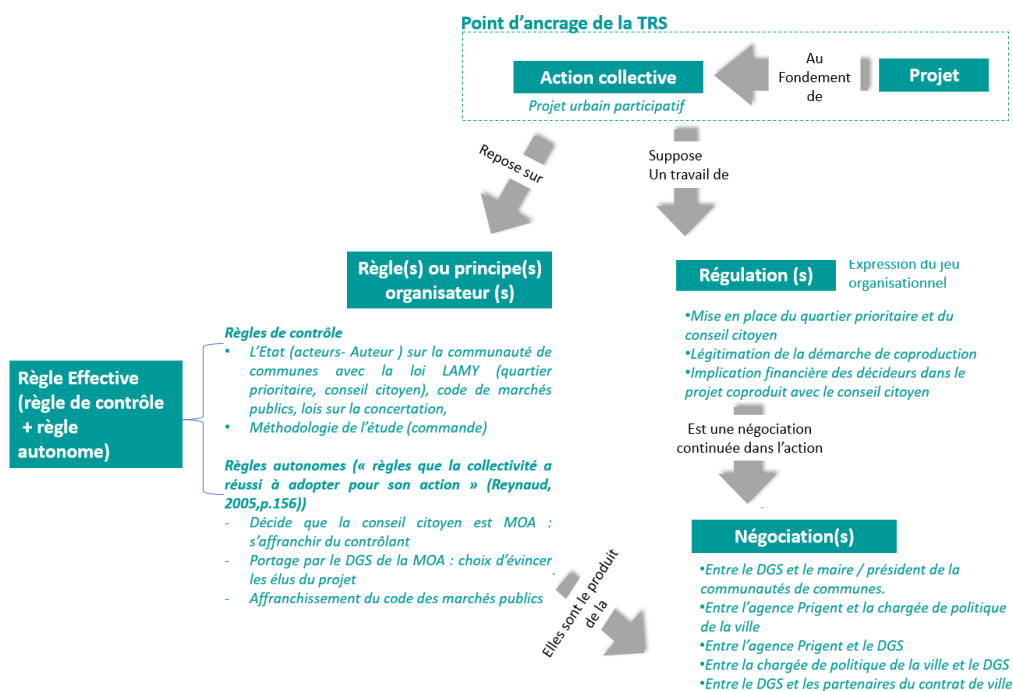 Point d’ancrage de la TRS
Action collective
Projet urbain participatif
Au
Fondement
de
Projet
Repose sur
Suppose
Un travail de
Règle(s) ou principe(s)
organisateur (s)
Régulation (s)
Expression du jeu
organisationnel
•Mise en place du quartier prioritaire et du
conseil citoyen
•Légitimation de la démarche de coproduction
•Implication financière des décideurs dans le
projet coproduit avec le conseil citoyen
Règle Effective
(règle de contrôle
+ règle
autonome)
Règles de contrôle
• L’Etat (acteurs- Auteur ) sur la communauté de
communes avec la loi LAMY (quartier
prioritaire, conseil citoyen), code de marchés
publics, lois sur la concertation,
• Méthodologie de l’étude (commande)
Règles autonomes (« règles que la collectivité a
réussi à adopter pour son action » (Reynaud,
2005,p.156))
- Décide que la conseil citoyen est MOA :
s’affranchir du contrôlant
- Portage par le DGS de la MOA : choix d’évincer
les élus du projet
- Affranchissement du code des marchés publics
Est une négociation
continuée dans l’action
Elles sont le produit
de la
Négociation(s)
•Entre le DGS et le maire / président de la
communautés de communes.
•Entre l’agence Prigent et la chargée de politique
de la ville
•Entre l’agence Prigent et le DGS
•Entre la chargée de politique de la ville et le DGS
•Entre le DGS et les partenaires du contrat de ville